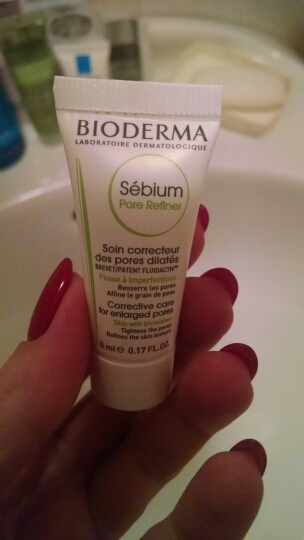 BIODERMA
LABORATOIRE DERMATOLOGIQUE
Sébium
Pore Refiner
Soin correcteur
des pores dilatés
BREVET/PATENT FLUIDACTIV™
Peaux à imperfections
Resserre les pores
Affine le grain de peau
Corrective care
for enlarged pores
Skin with blemishes
Tightens the pores
Refines the skin texture
5 ml e 0.17 FL.OZ.